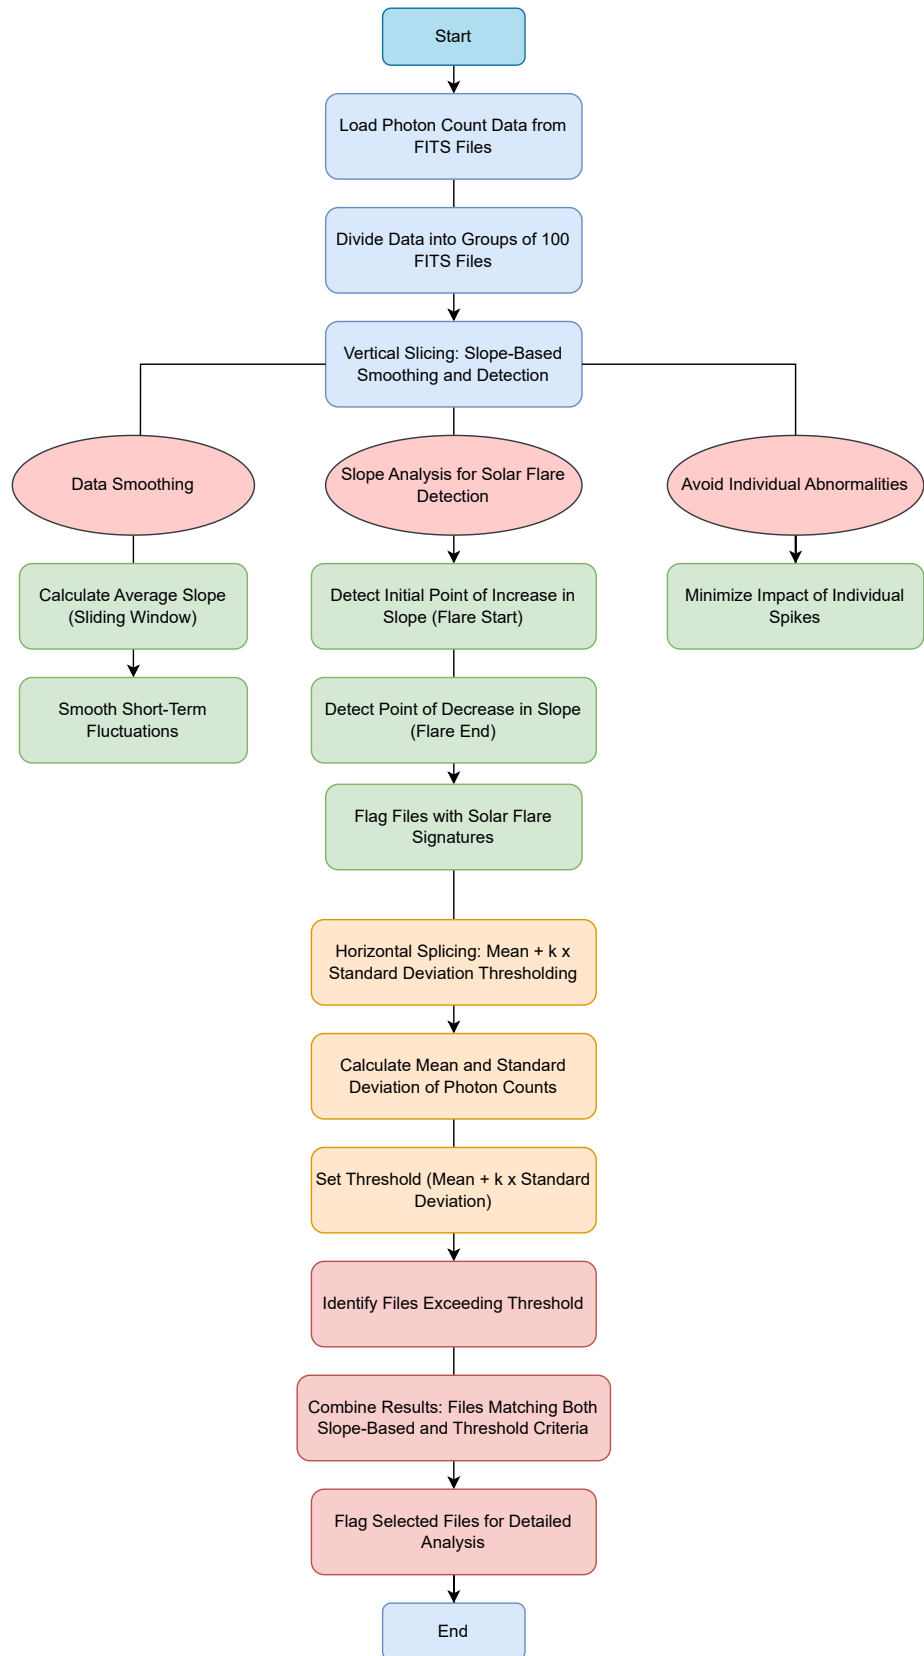 Start
Load Photon Count Data from
FITS Files
Divide Data into Groups of 100
FITS Files
Vertical Slicing: Slope-Based
Smoothing and Detection
Data Smoothing
Slope Analysis for Solar Flare
Detection
Avoid Individual Abnormalities
Calculate Average Slope
(Sliding Window)
Detect Initial Point of Increase in
Slope (Flare Start)
Minimize Impact of Individual
Spikes
Smooth Short-Term
Fluctuations
Detect Point of Decrease in Slope
(Flare End)
Flag Files with Solar Flare
Signatures
Horizontal Splicing: Mean + k x
Standard Deviation Thresholding
Calculate Mean and Standard
Deviation of Photon Counts
Set Threshold (Mean + k x Standard
Deviation)
Identify Files Exceeding Threshold
Combine Results: Files Matching Both
Slope-Based and Threshold Criteria
Flag Selected Files for Detailed
Analysis
End